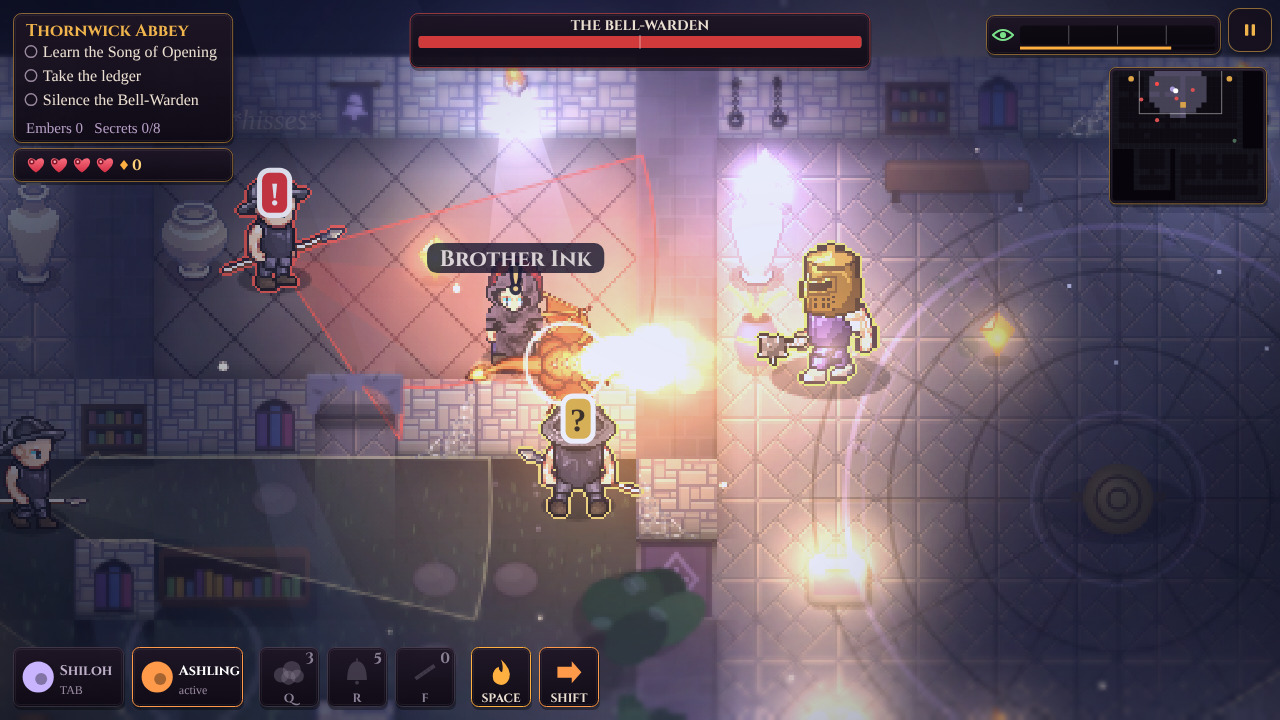 THORNWICK ABBEY
Learn the Song of Opening
Take the ledger
Silence the Bell-Warden
Embers 0 Secrets 0/8
0
THE BELL-WARDEN
*hisses*
!
BROTHER INK
?
SHILOH
TAB
ASHLING
active
3
Q
5
R
0
F
SPACE
SHIFT